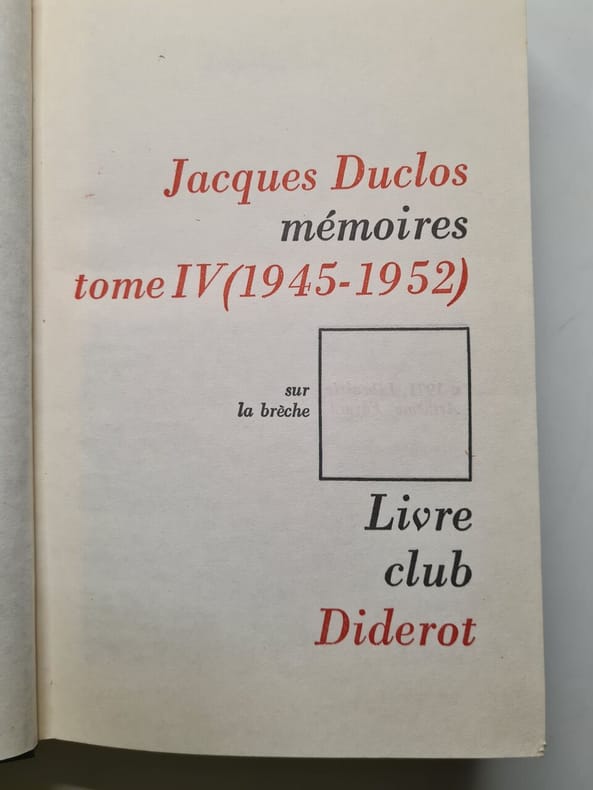 Jacques Duclos
mémoires
tome IV (1945-1952)
sur
la brèche
Livre
club
Diderot